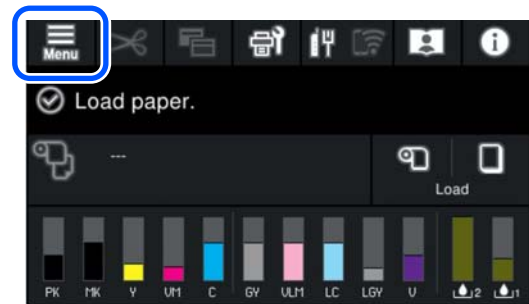 Menu
Load paper.
---
Load
PK MK Y VM C GY VLM LC LGY V 2 1